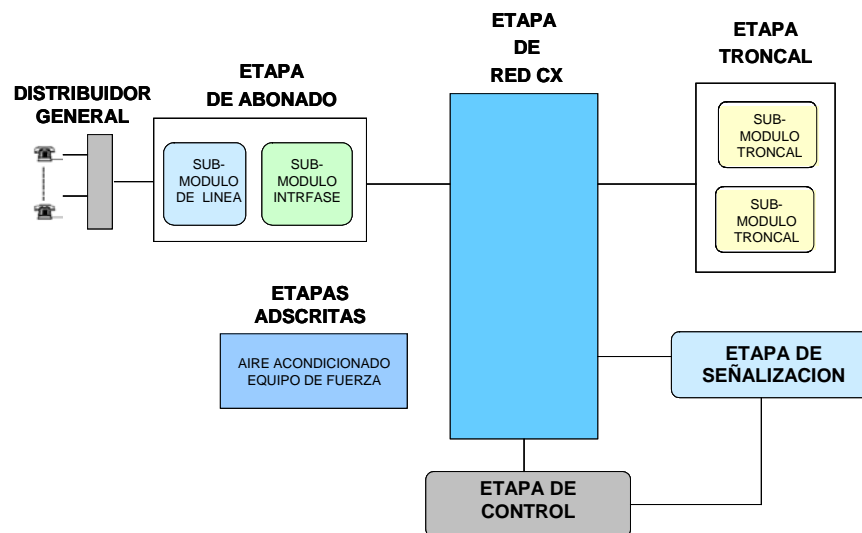 DISTRIBUIDOR
GENERAL
ETAPA
DE ABONADO
SUB-
MODULO
DE LINEA
SUB-
MODULO
INTRFASE
ETAPA
DE
RED CX
ETAPA
TRONCAL
SUB-
MODULO
TRONCAL
SUB-
MODULO
TRONCAL
ETAPAS
ADSCRITAS
AIRE ACONDICIONADO
EQUIPO DE FUERZA
ETAPA DE
SEÑALIZACION
ETAPA DE
CONTROL